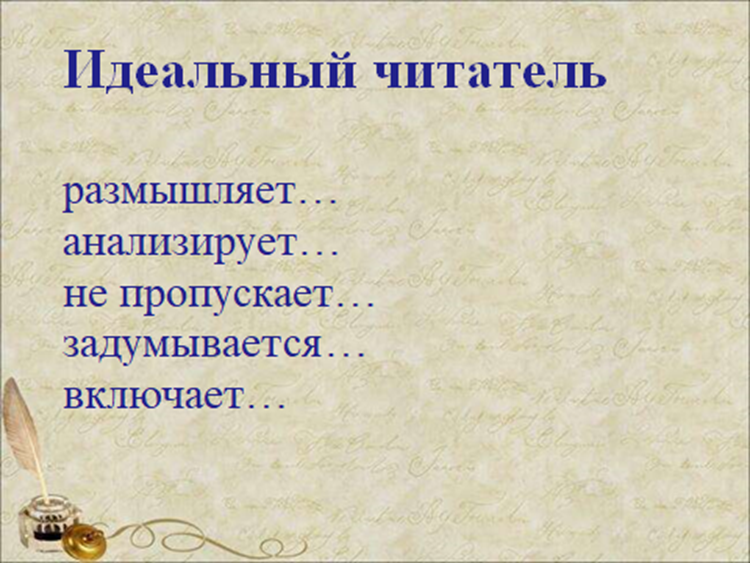 Идеальный читатель
размышляет…
анализирует…
не пропускает…
задумывается…
включает…